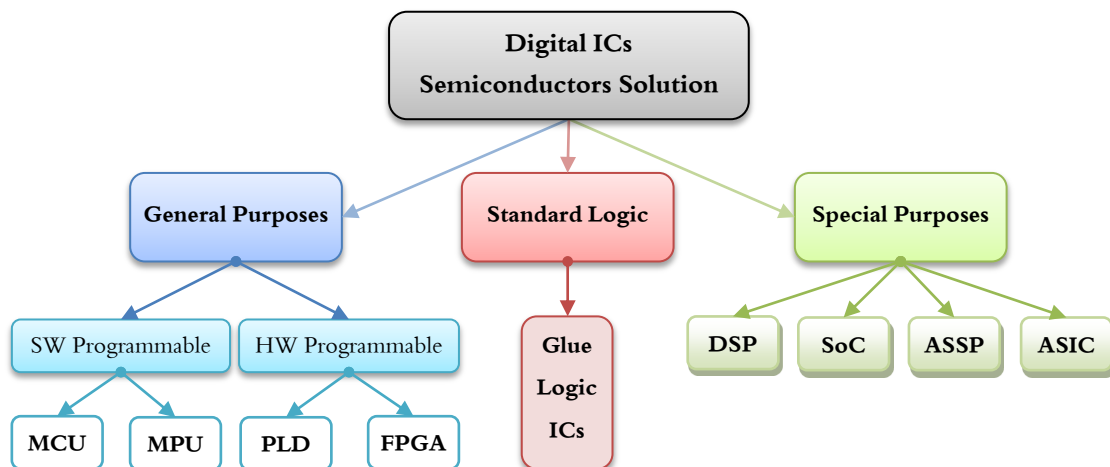 Digital ICs
Semiconductors Solution
General Purposes
Standard Logic
Special Purposes
SW Programmable
HW Programmable
Glue
Logic
ICs
DSP
SoC
ASSP
ASIC
MCU
MPU
PLD
FPGA